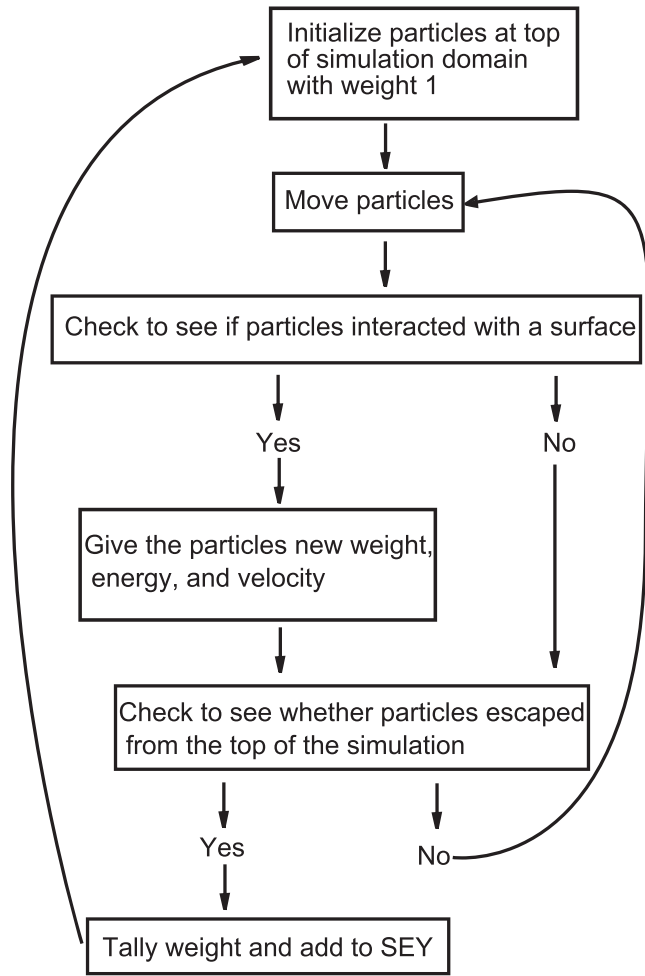 Initialize particles at top
of simulation domain
with weight 1
Move particles
Check to see if particles interacted with a surface
Yes
No
Give the particles new weight,
energy, and velocity
Check to see whether particles escaped
from the top of the simulation
Yes
No
Tally weight and add to SEY